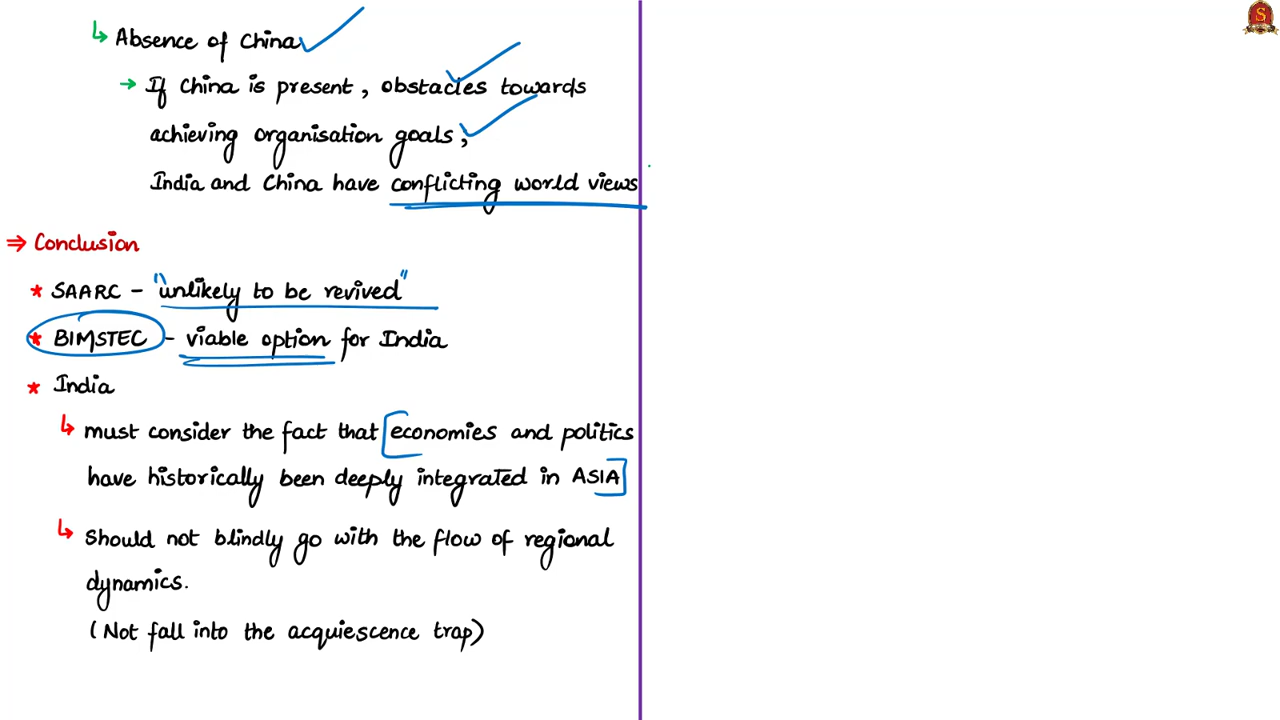 ↳ Absence of China
→ If China is present, obstacles towards
achieving organisation goals,
India and China have conflicting world views
⇒ Conclusion
* SAARC - "unlikely to be revived"
* BIMSTEC - viable option for India
* India
↳ must consider the fact that [economies and politics
have historically been deeply integrated in ASIA]
↳ Should not blindly go with the flow of regional
dynamics.
(Not fall into the acquiescence trap)
S